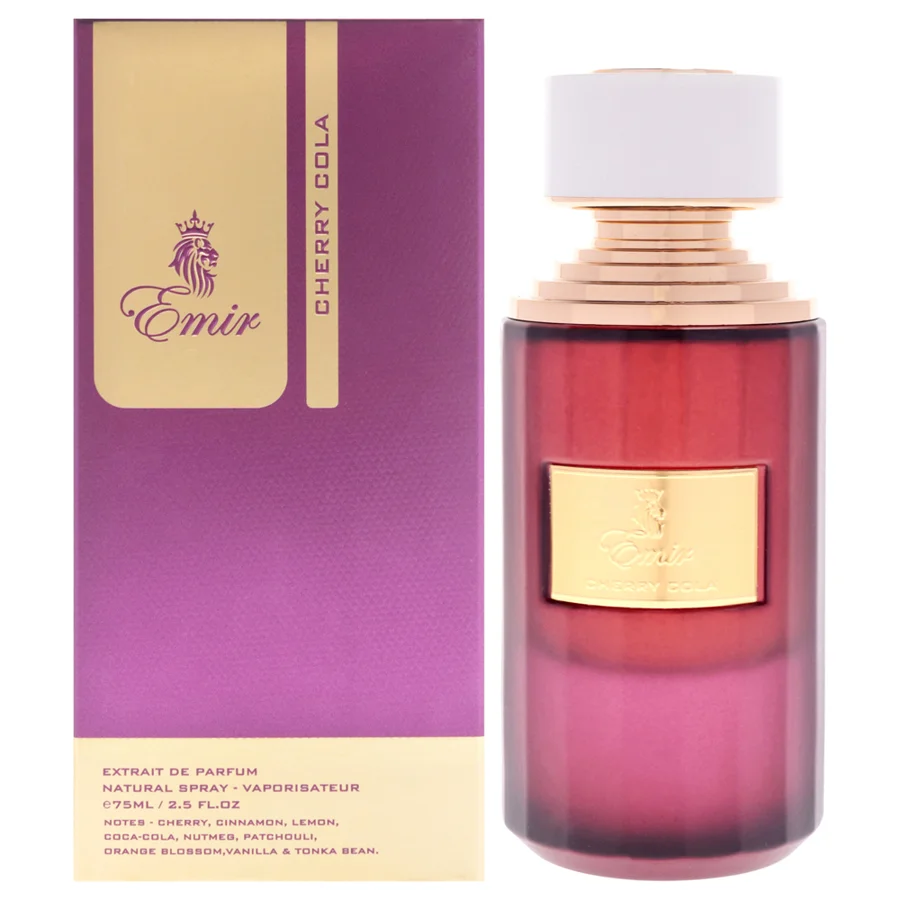 Emir
CHERRY COLA
EXTRAIT DE PARFUM
NATURAL SPRAY - VAPORISATEUR
℮75ML / 2.5 FL.OZ
NOTES - CHERRY, CINNAMON, LEMON,
COCA-COLA, NUTMEG, PATCHOULI,
ORANGE BLOSSOM,VANILLA & TONKA BEAN.
Emir
CHERRY COLA